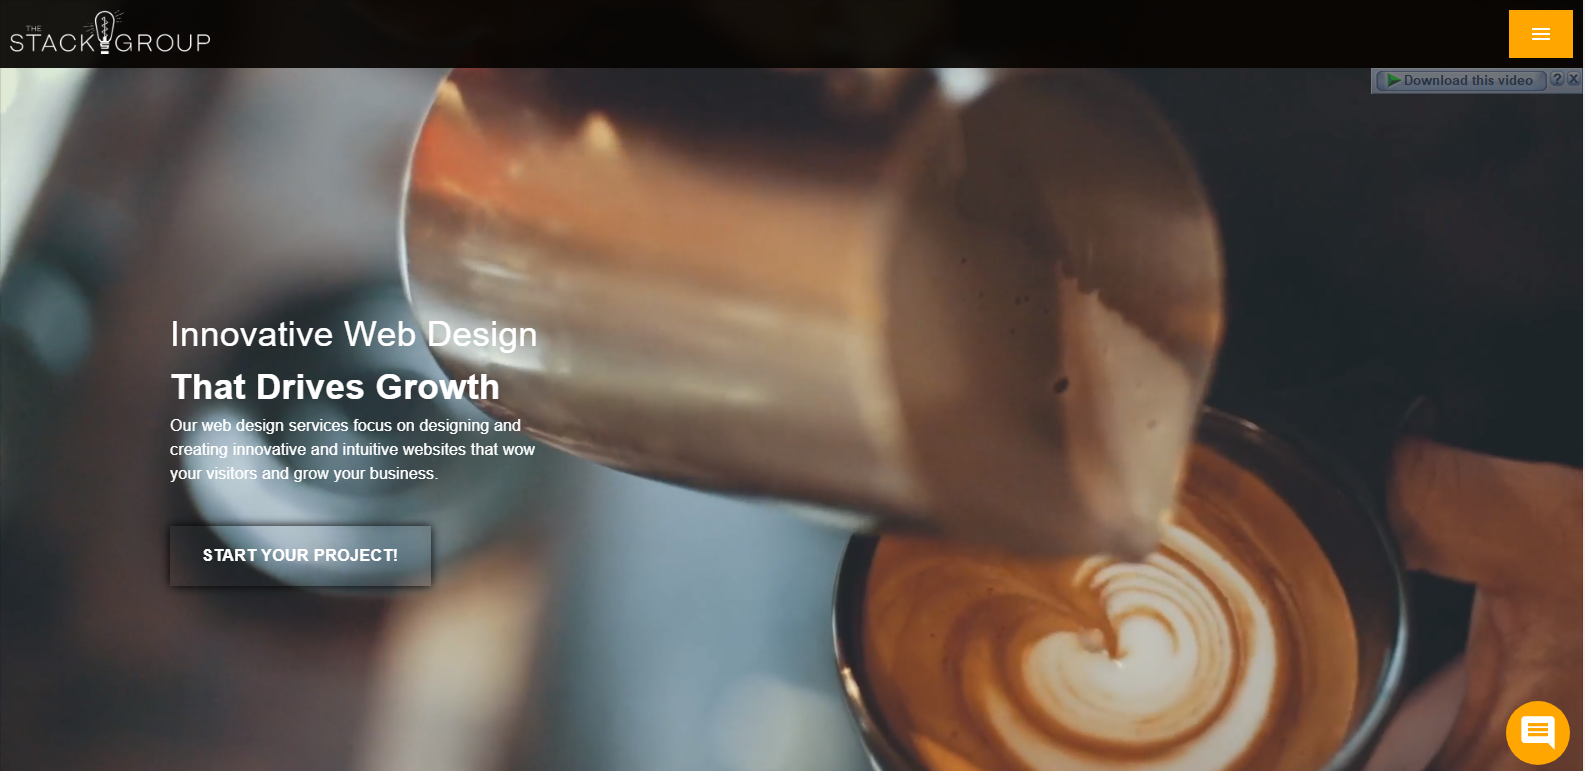 THE
STACK GROUP
Download this video ? X
Innovative Web Design
That Drives Growth
Our web design services focus on designing and
creating innovative and intuitive websites that wow
your visitors and grow your business.
START YOUR PROJECT!